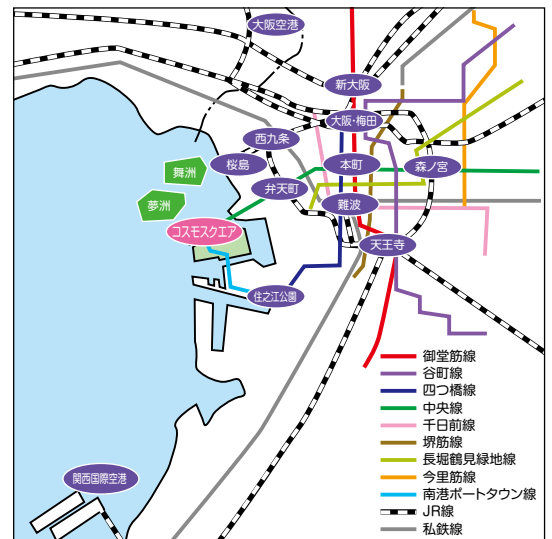 大阪空港
新大阪
大阪・梅田
西九条
桜島
本町
森ノ宮
舞洲
弁天町
夢洲
難波
コスモスクエア
天王寺
住之江公園
御堂筋線
谷町筋線
四つ橋線
中央線
千日前線
堺筋線
長堀鶴見緑地線
今里筋線
南港ポートタウン線
JR線
私鉄線
関西国際空港